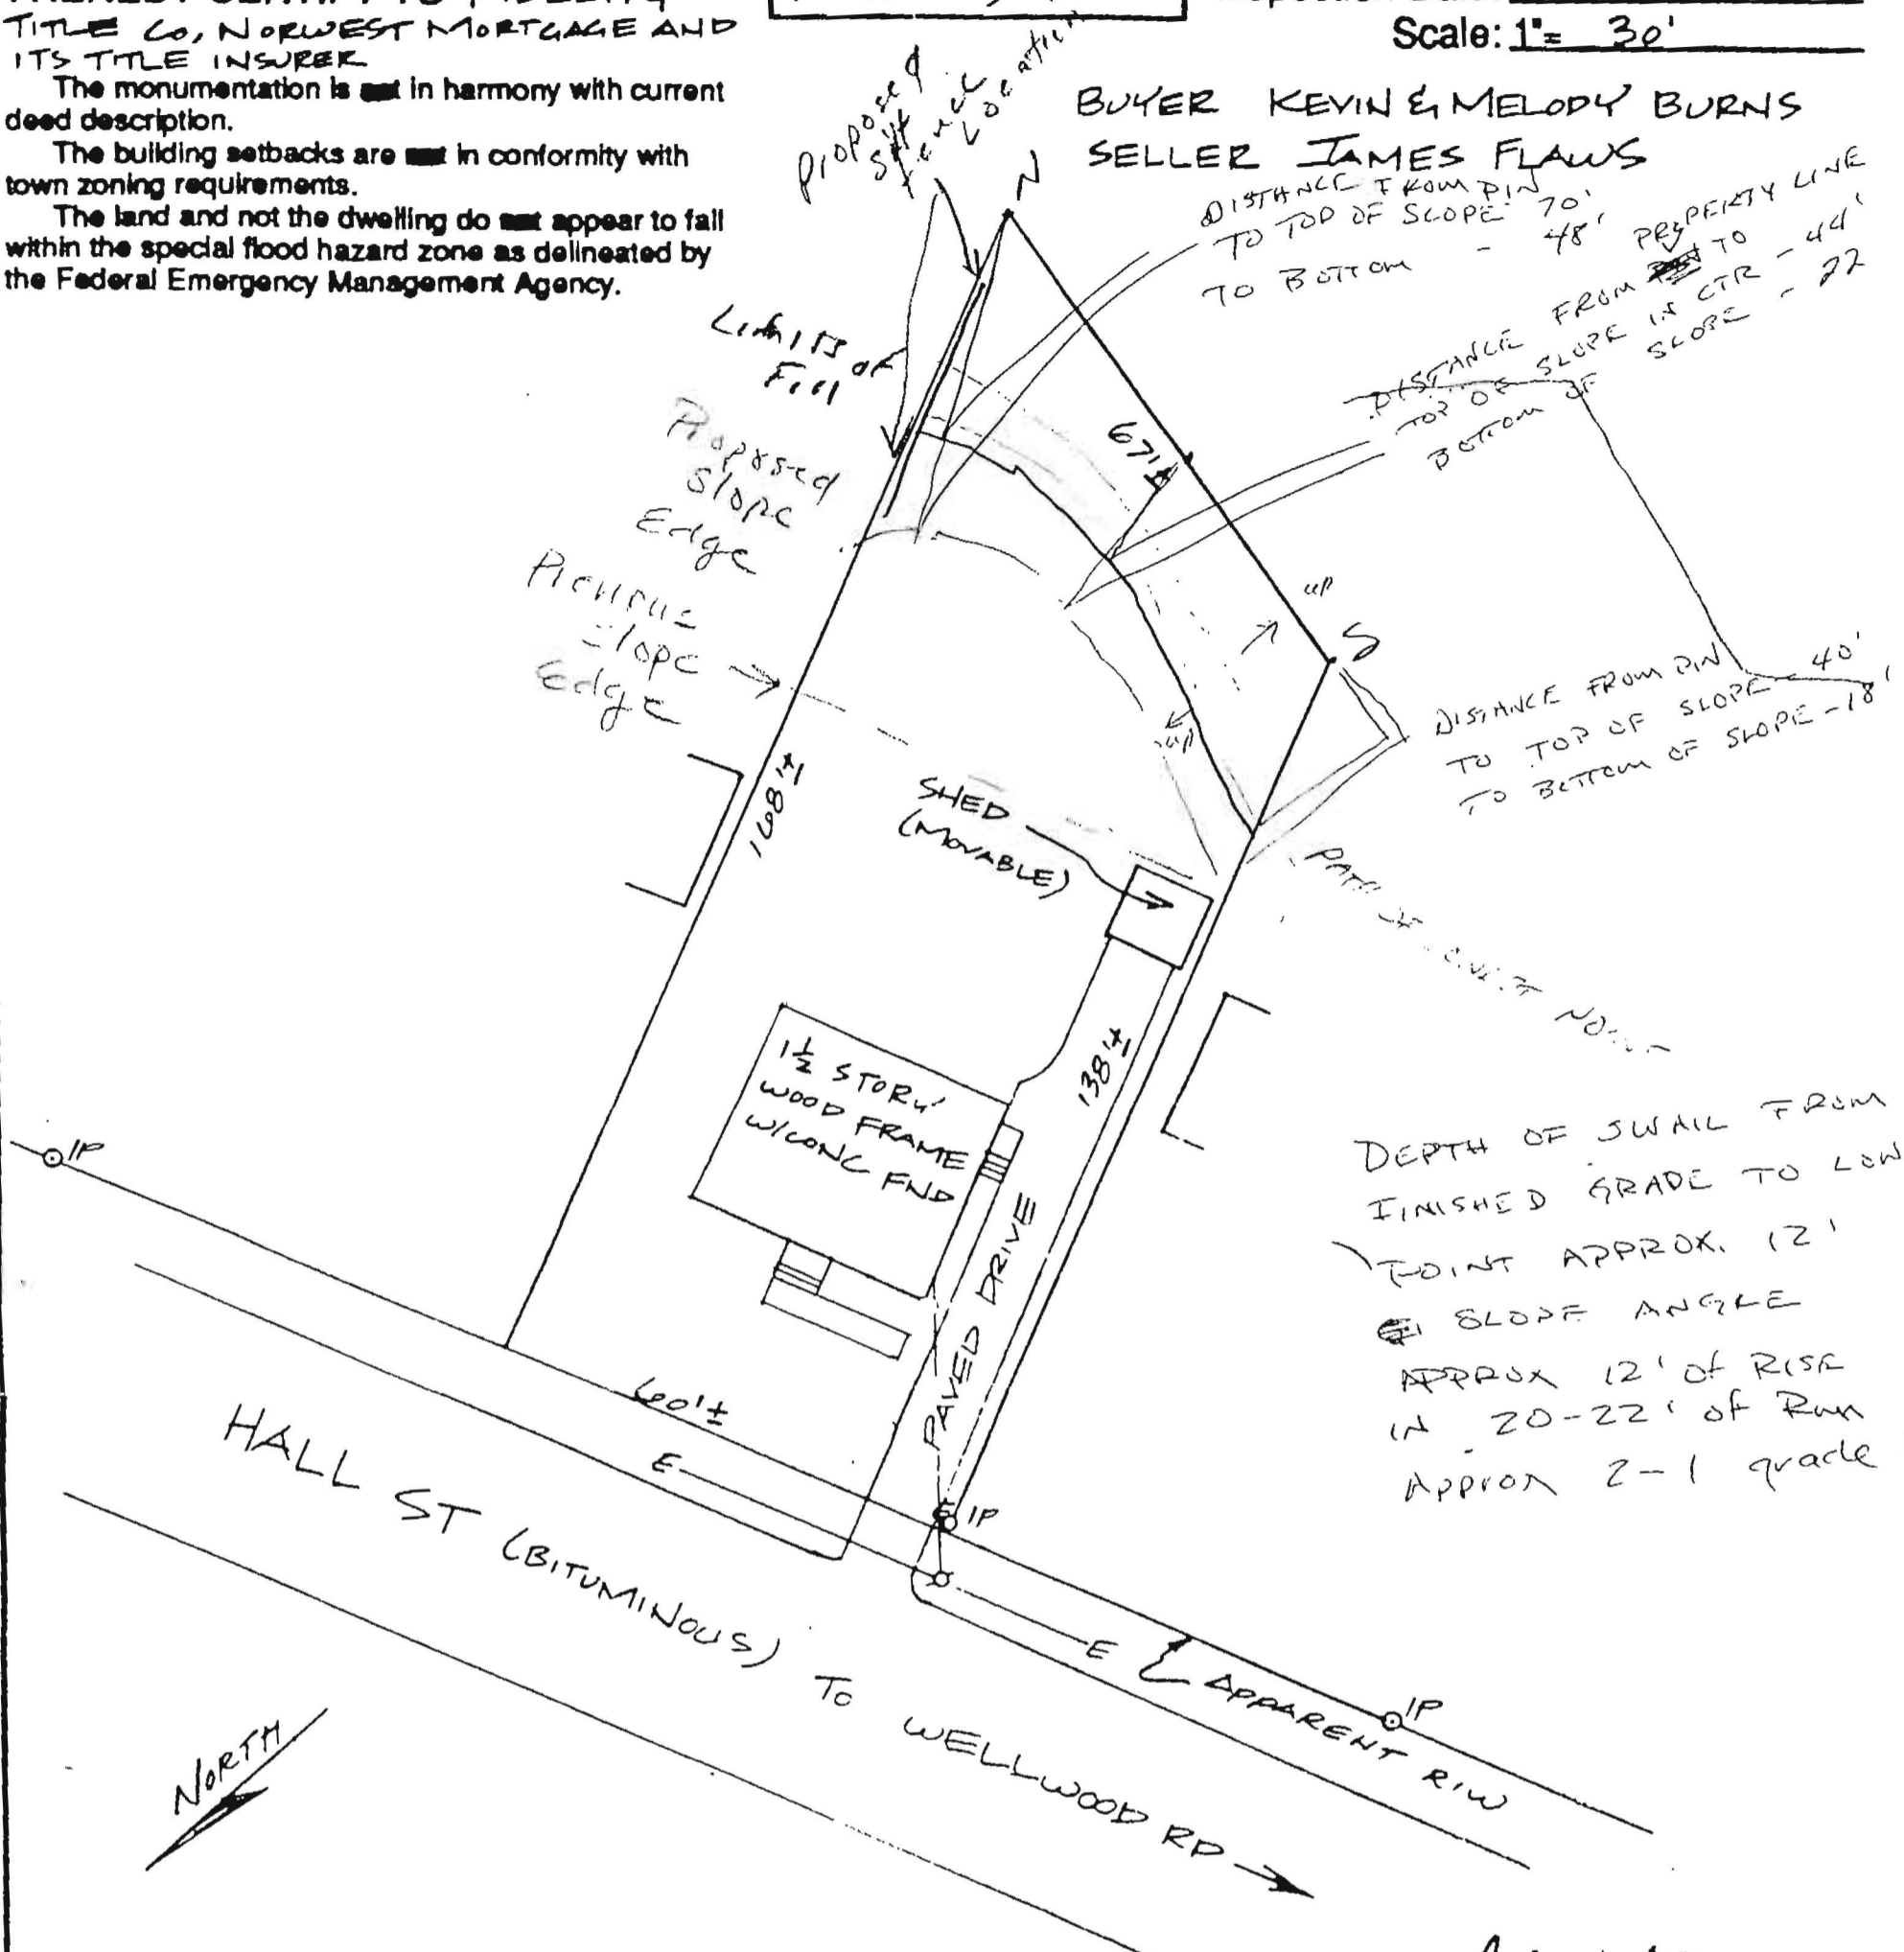 TITLE Co, NORWEST MORTGAGE AND
ITS TITLE INSURER
The monumentation is in harmony with current
deed description.
The building setbacks are in conformity with
town zoning requirements.
The land and not the dwelling do appear to fall
within the special flood hazard zone as delineated by
the Federal Emergency Management Agency.
Scale: 1"= 30'
BUYER KEVIN & MELODY BURNS
SELLER JAMES FLAWS
Proposed
silt
fence
Location
N
DISTANCE FROM PIN
TO TOP OF SLOPE 70'
TO BOTTOM - 48'
DISTANCE FROM PROPERTY LINE TO
TOP OF SLOPE IN CTR - 44'
BOTTOM OF SLOPE - 22
Limits of
Fill
Proposed
Slope
Edge
Previous
Slope
Edge
67'±
up
S
up
DISTANCE FROM PIN
TO TOP OF SLOPE - 40'
TO BOTTOM OF SLOPE - 18'
168'±
SHED
(MOVABLE)
138'±
1½ STORY
WOOD FRAME
W/CONC FND
PAVED DRIVE
DEPTH OF SWAIL FROM
FINISHED GRADE TO LOW
POINT APPROX. 12'
SLOPE ANGLE
APPROX 12' of RISE
IN 20-22' of Run
Approx 2-1 grade
IP
60'±
E
IP
HALL ST (BITUMINOUS) TO WELLWOOD RD
E
APPARENT R/W
IP
NORTH